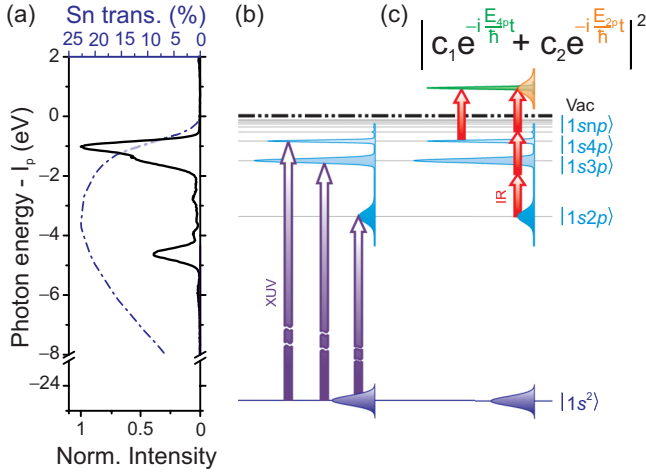 (a)
Sn trans. (%)
25 20 15 10 5 0
2
0
−2
−4
−6
−8
−24
Photon energy - Iₚ (eV)
1 0.5 0
Norm. Intensity
(b)
XUV
(c)
|c₁e^(-i(E₄ₚ/ħ)t) + c₂e^(-i(E₂ₚ/ħ)t)|²
Vac
|1snp⟩
|1s4p⟩
|1s3p⟩
IR
|1s2p⟩
|1s²⟩